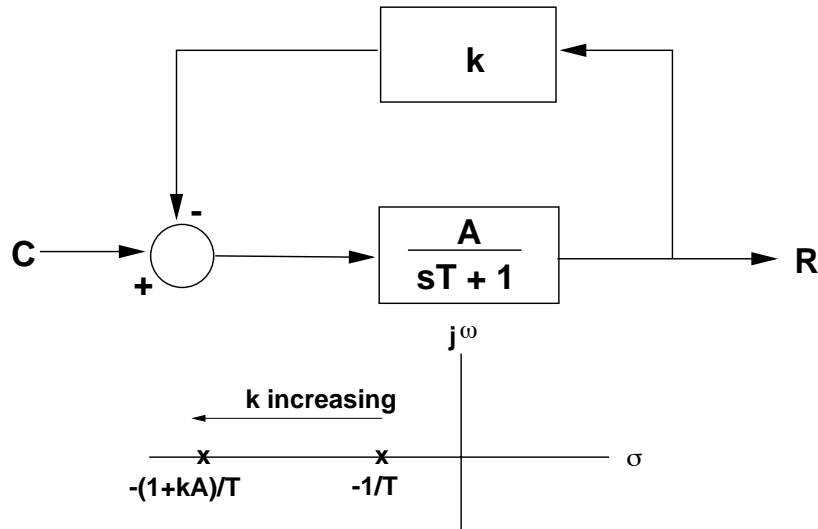 k
-
C
+
A
sT + 1
R
jω
k increasing
σ
x x
-(1+kA)/T -1/T